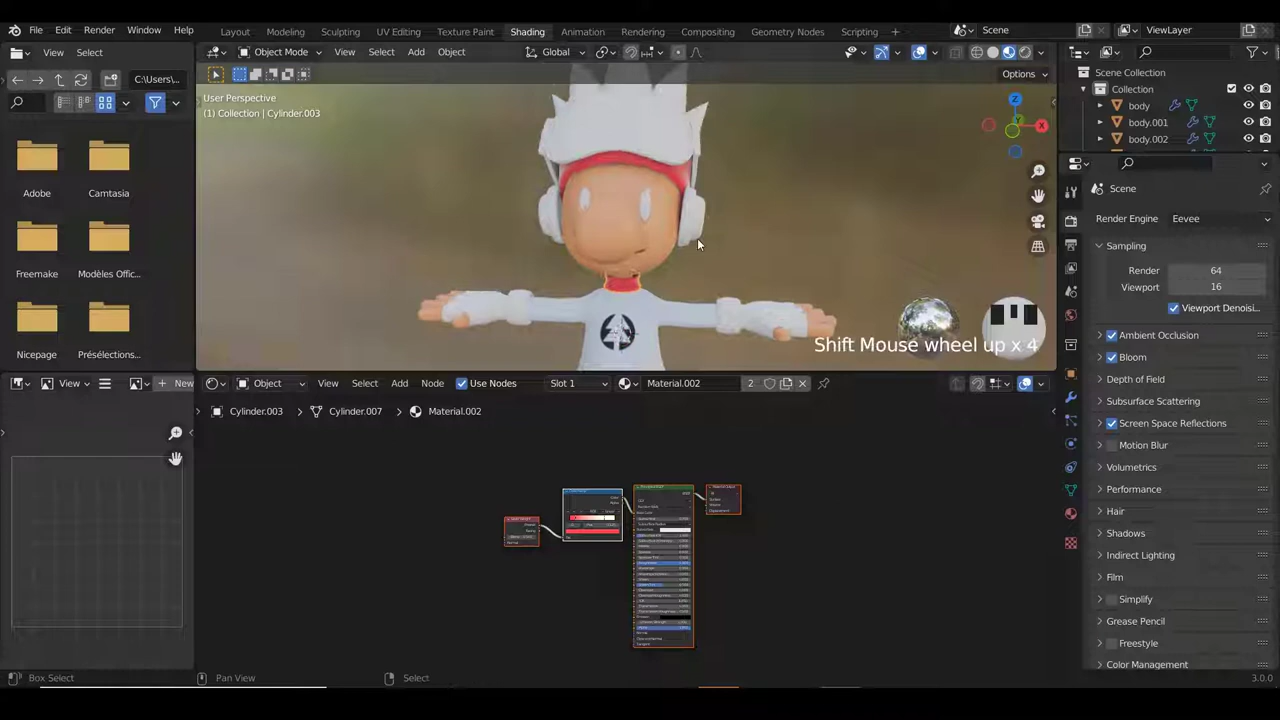 File Edit Render Window Help Layout Modeling Sculpting UV Editing Texture Paint Shading Animation Rendering Compositing Geometry Nodes Scripting Scene ViewLayer
View Select Object Mode View Select Add Object Global
C:\Users\... Options
User Perspective
(1) Collection | Cylinder.003
Scene Collection
Collection
body
body.001
body.002
Z
X
Adobe Camtasia
Freemake Modèles Offic...
Nicepage Présélections...
Shift Mouse wheel up x 4
Scene
Render Engine Eevee
Sampling
Render 64
Viewport 16
Viewport Denoisi...
Ambient Occlusion
Bloom
Depth of Field
Subsurface Scattering
Screen Space Reflections
Motion Blur
Volumetrics
Performance
Hair
Shadows
Indirect Lighting
Film
Simplify
Grease Pencil
Freestyle
Color Management
View New Object View Select Add Node Use Nodes Slot 1 Material.002 2
Cylinder.003 Cylinder.007 Material.002
Box Select Pan View Select 3.0.0